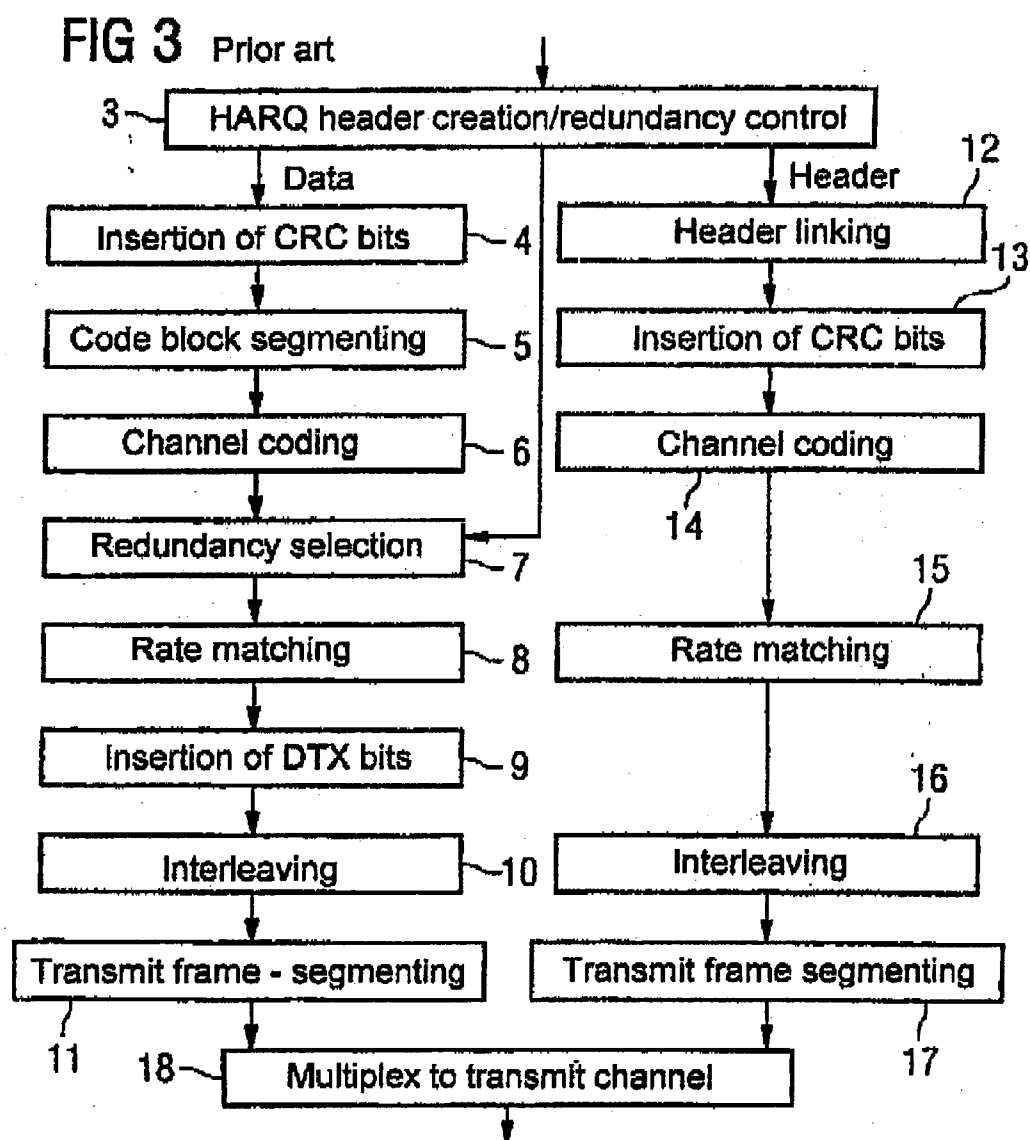 FIG 3 Prior art
3 HARQ header creation/redundancy control
Data
Header
12
Insertion of CRC bits 4
Header linking
13
Code block segmenting 5
Insertion of CRC bits
Channel coding 6
Channel coding
14
Redundancy selection 7
15
Rate matching 8
Rate matching
Insertion of DTX bits 9
16
Interleaving 10
Interleaving
Transmit frame - segmenting
Transmit frame segmenting
11
17
18 Multiplex to transmit channel